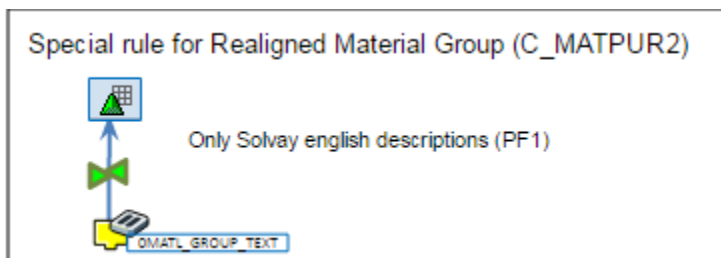 Special rule for Realigned Material Group (C_MATPUR2)
Only Solvay english descriptions (PF1)
0MATL_GROUP_TEXT